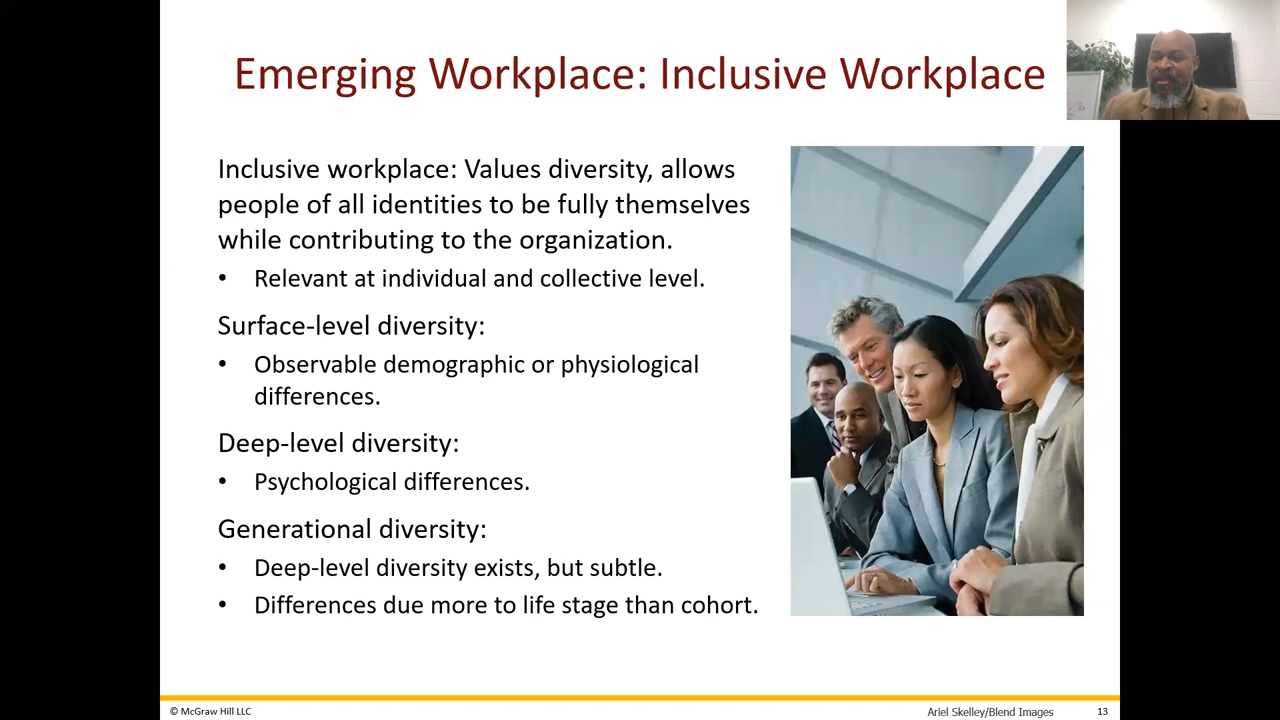 Emerging Workplace: Inclusive Workplace
Inclusive workplace: Values diversity, allows
people of all identities to be fully themselves
while contributing to the organization.
• Relevant at individual and collective level.
Surface-level diversity:
• Observable demographic or physiological
differences.
Deep-level diversity:
• Psychological differences.
Generational diversity:
• Deep-level diversity exists, but subtle.
• Differences due more to life stage than cohort.
© McGraw Hill LLC
Ariel Skelley/Blend Images
13